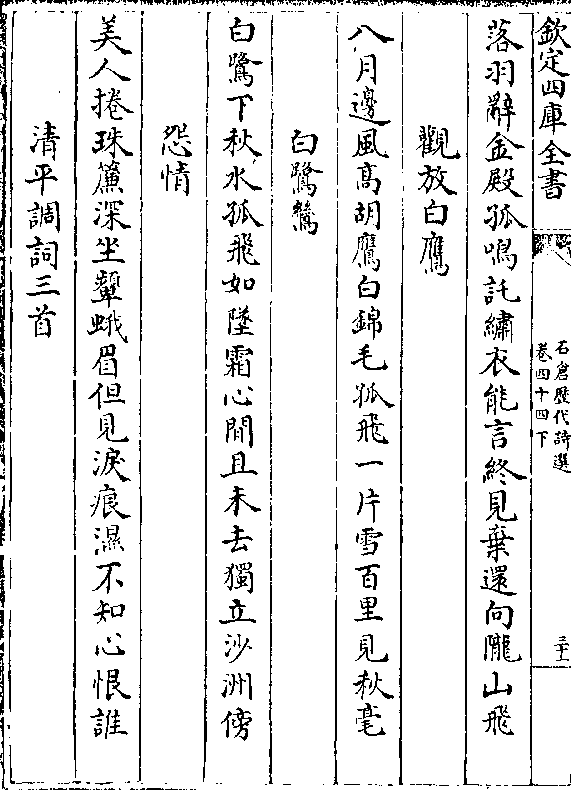 欽定四庫全書
石倉歷代詩選
卷四十四下
三十一
落羽辭金殿孤鳴託繡衣能言終見棄還向隴山飛
觀放白鷹
八月邊風高胡鷹白錦毛孤飛一片雪百里見秋毫
白鷺鷥
白鷺下秋水孤飛如墜霜心閒且未去獨立沙洲傍
怨情
美人捲珠簾深坐顰蛾眉但見淚痕濕不知心恨誰
清平調詞三首